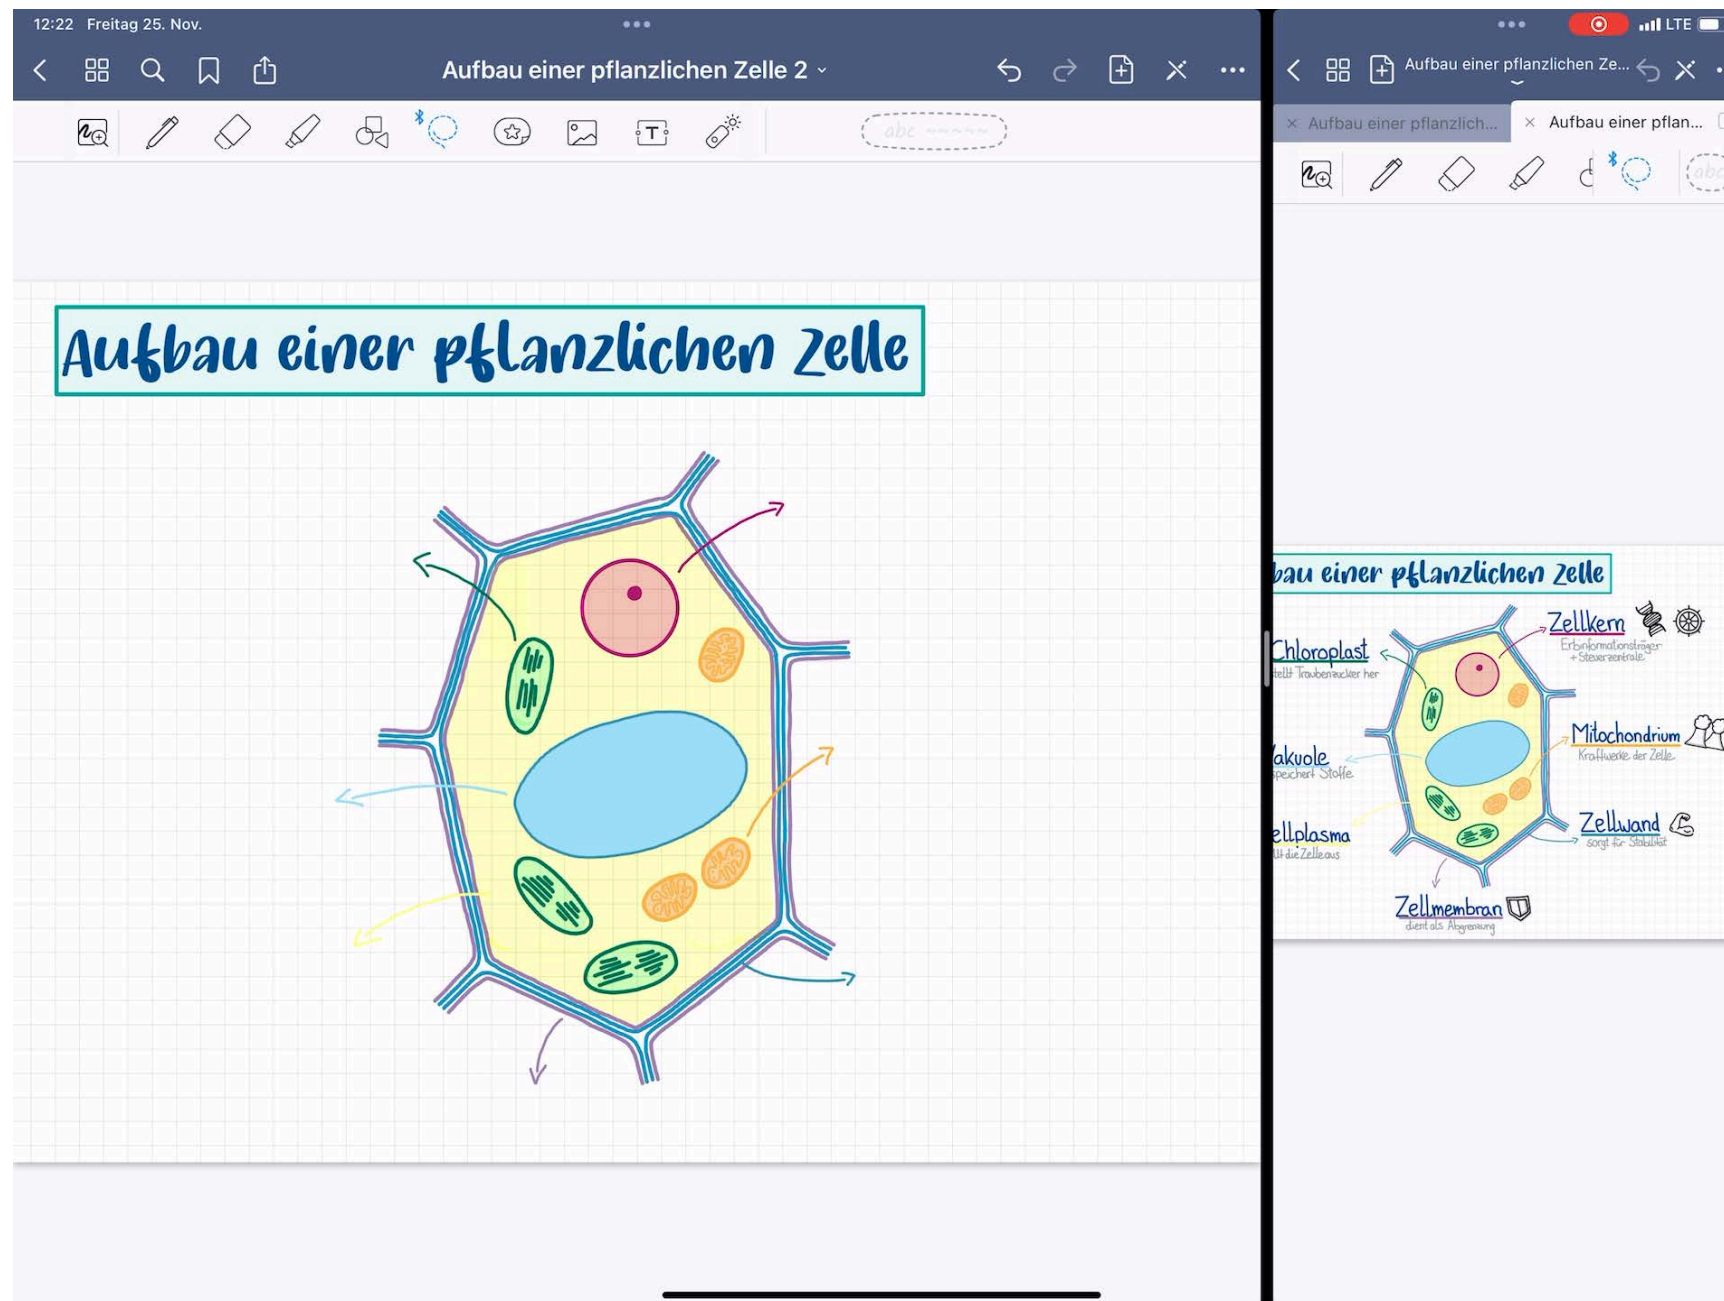 12:22 Freitag 25. Nov.
Aufbau einer pflanzlichen Zelle 2
T
abc
Aufbau einer pflanzlichen Zelle
LTE
Aufbau einer pflanzlichen Ze...
Aufbau einer pflanzlich...
Aufbau einer pflan...
abc
bau einer pflanzlichen Zelle
Zellkern
Erbinformationsträger
+ Steuerzentrale
Chloroplast
tellt Traubenzucker her
Mitochondrium
Kraftwerke der Zelle
akuole
speichert Stoffe
Zellwand
sorgt für Stabilität
ellplasma
llt die Zelle aus
Zellmembran
dient als Abgrenzung